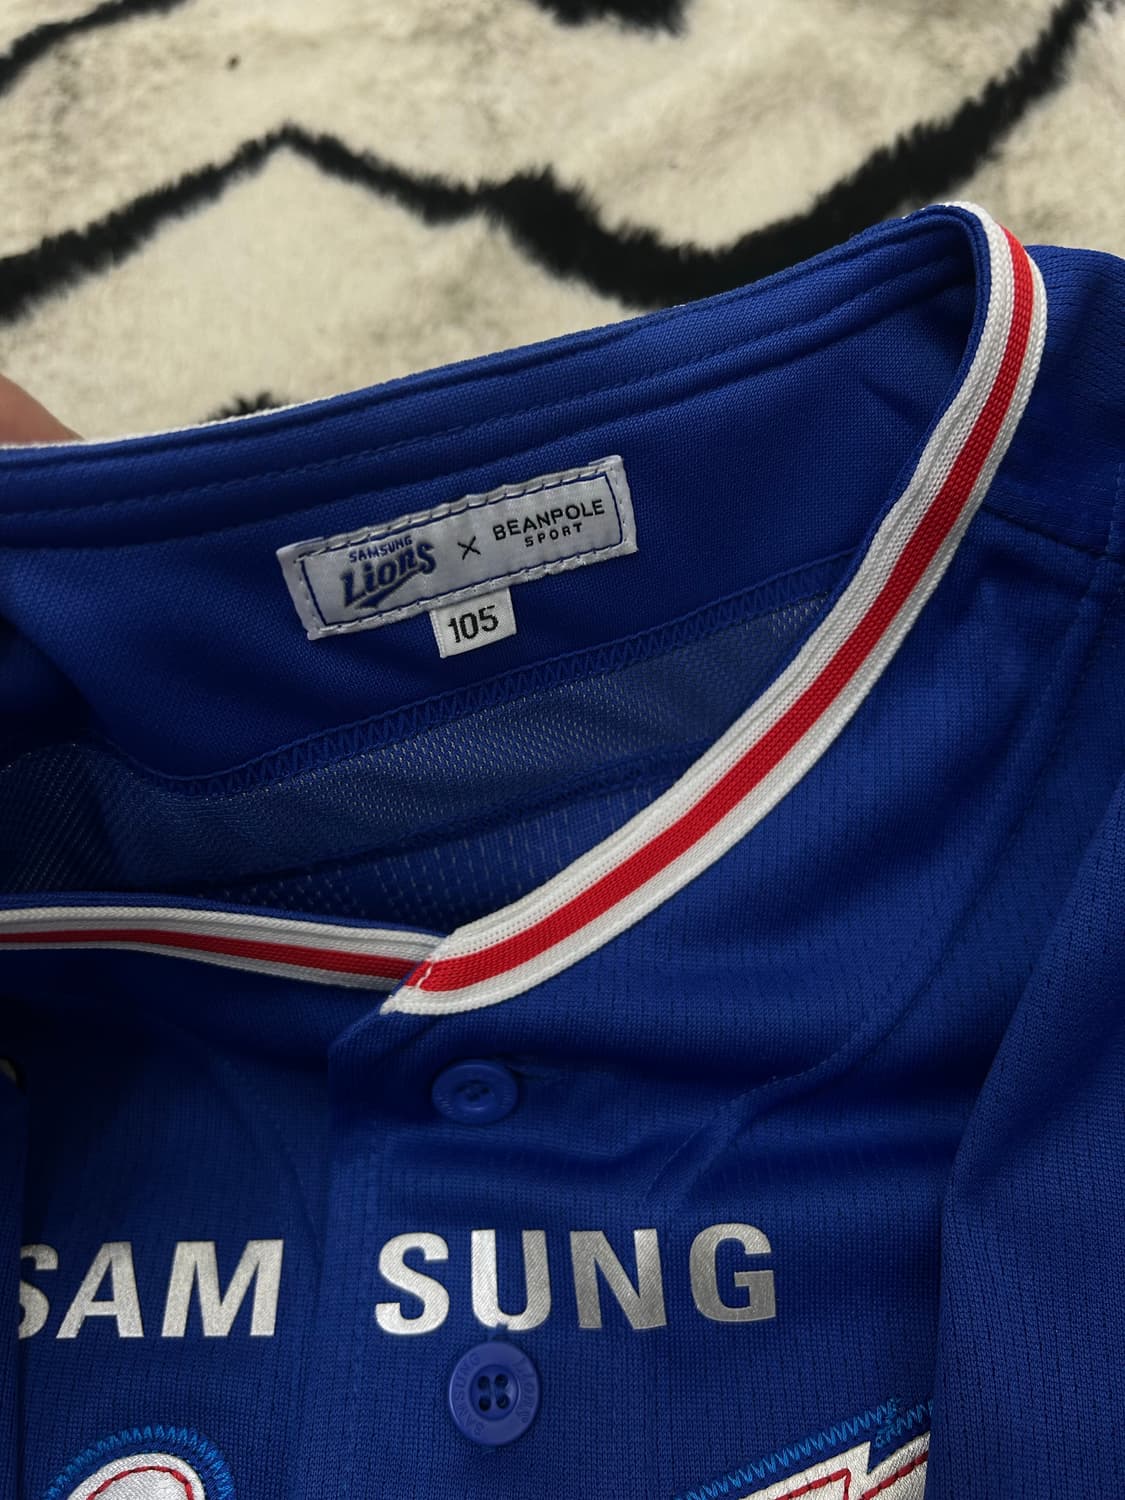 SAMSUNG
Lions × BEANPOLE
SPORT
105
SAM SUNG